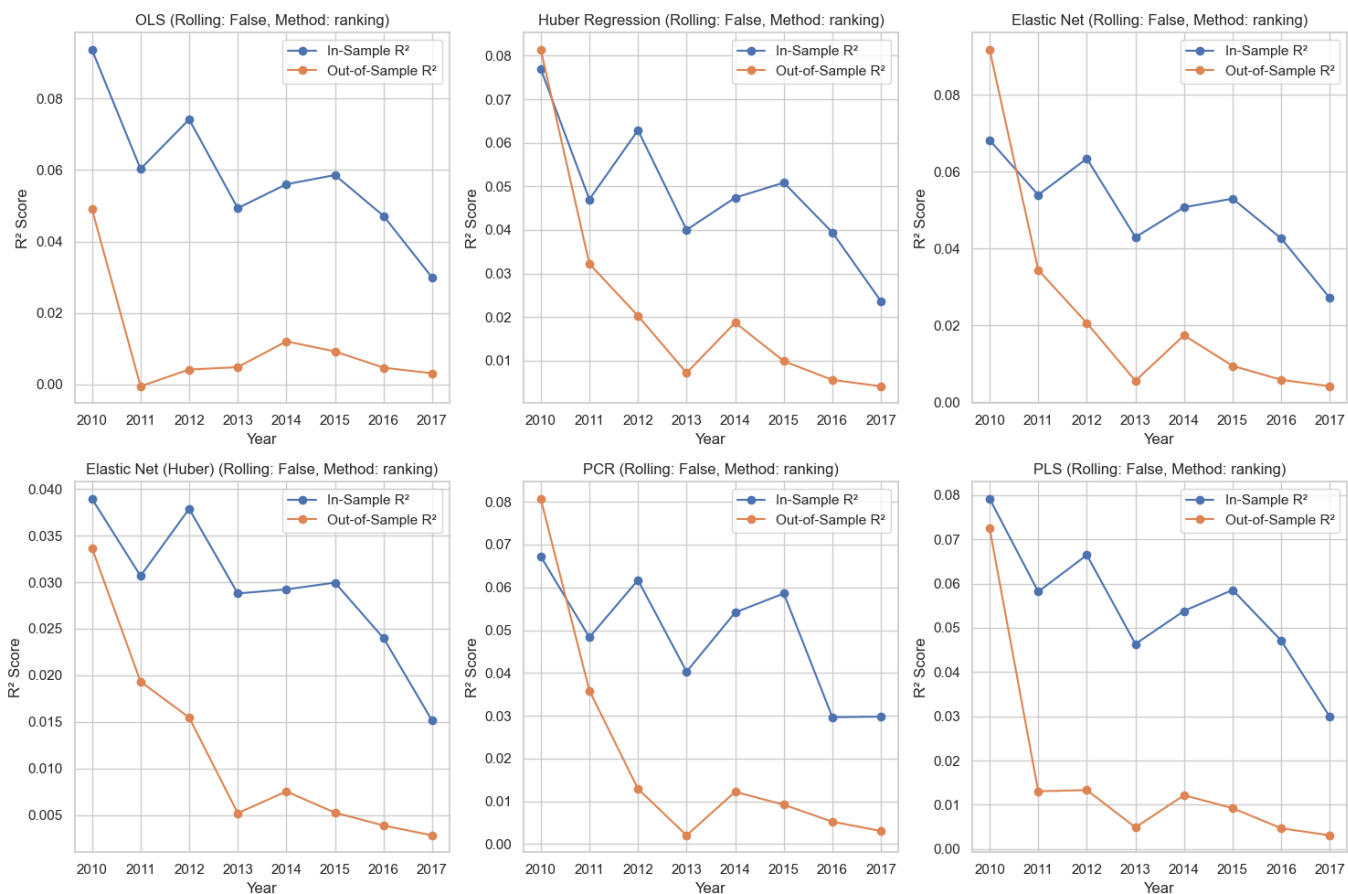 OLS (Rolling: False, Method: ranking)
In-Sample R²
Out-of-Sample R²
R² Score
0.08
0.06
0.04
0.02
0.00
2010 2011 2012 2013 2014 2015 2016 2017
Year
Huber Regression (Rolling: False, Method: ranking)
In-Sample R²
Out-of-Sample R²
R² Score
0.08
0.07
0.06
0.05
0.04
0.03
0.02
0.01
2010 2011 2012 2013 2014 2015 2016 2017
Year
Elastic Net (Rolling: False, Method: ranking)
In-Sample R²
Out-of-Sample R²
R² Score
0.08
0.06
0.04
0.02
0.00
2010 2011 2012 2013 2014 2015 2016 2017
Year
Elastic Net (Huber) (Rolling: False, Method: ranking)
In-Sample R²
Out-of-Sample R²
R² Score
0.040
0.035
0.030
0.025
0.020
0.015
0.010
0.005
2010 2011 2012 2013 2014 2015 2016 2017
Year
PCR (Rolling: False, Method: ranking)
In-Sample R²
Out-of-Sample R²
R² Score
0.08
0.07
0.06
0.05
0.04
0.03
0.02
0.01
0.00
2010 2011 2012 2013 2014 2015 2016 2017
Year
PLS (Rolling: False, Method: ranking)
In-Sample R²
Out-of-Sample R²
R² Score
0.08
0.07
0.06
0.05
0.04
0.03
0.02
0.01
0.00
2010 2011 2012 2013 2014 2015 2016 2017
Year